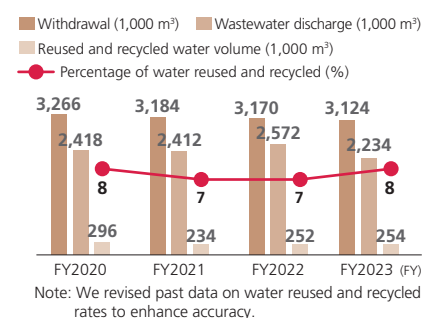 Withdrawal (1,000 m³) Wastewater discharge (1,000 m³)
Reused and recycled water volume (1,000 m³)
Percentage of water reused and recycled (%)
3,266 3,184 3,170 3,124
2,418 2,412 2,572 2,234
8 7 7 8
296 234 252 254
FY2020 FY2021 FY2022 FY2023 (FY)
Note: We revised past data on water reused and recycled
rates to enhance accuracy.